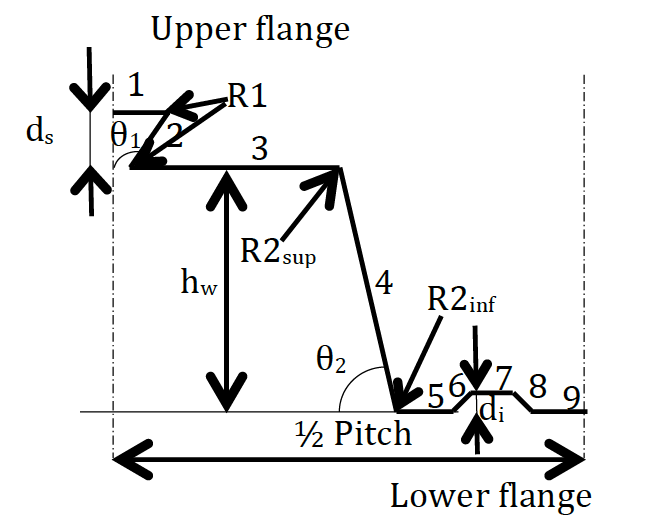 Upper flange
1
R1
ds
θ1
2
3
R2sup
hw
4
R2inf
θ2
5
6
7
8
9
di
½ Pitch
Lower flange